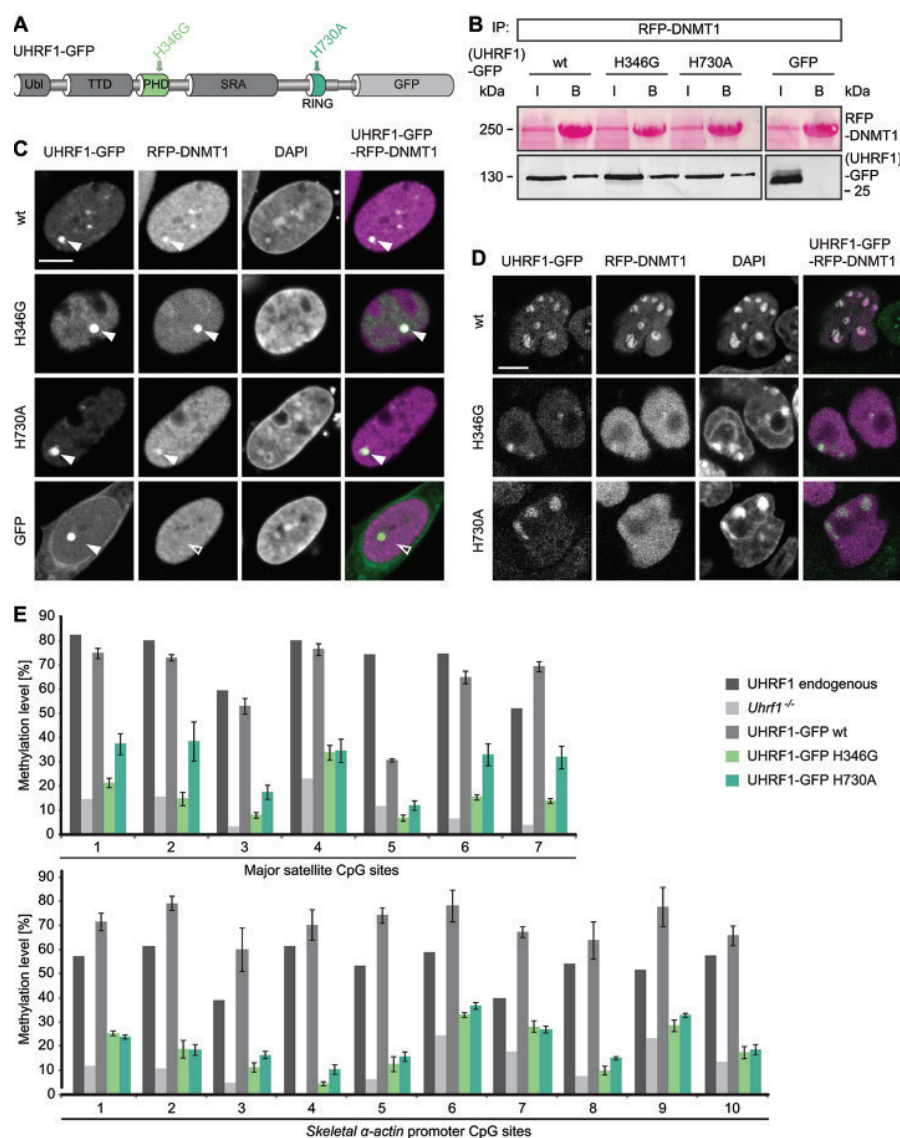 A
UHRF1-GFP
H346G
H730A
Ubl
TTD
PHD
SRA
RING
GFP
B
IP:
RFP-DNMT1
(UHRF1)
-GFP
wt
H346G
H730A
GFP
kDa
I
B
I
B
I
B
I
B
kDa
250
RFP
-DNMT1
130
(UHRF1)
-GFP
25
C
UHRF1-GFP
RFP-DNMT1
DAPI
UHRF1-GFP
-RFP-DNMT1
wt
H346G
H730A
GFP
D
UHRF1-GFP
RFP-DNMT1
DAPI
UHRF1-GFP
-RFP-DNMT1
wt
H346G
H730A
E
Methylation level [%]
90
80
70
60
50
40
30
20
10
0
1 2 3 4 5 6 7
Major satellite CpG sites
UHRF1 endogenous
Uhrf1-/-
UHRF1-GFP wt
UHRF1-GFP H346G
UHRF1-GFP H730A
Methylation level [%]
90
80
70
60
50
40
30
20
10
0
1 2 3 4 5 6 7 8 9 10
Skeletal α-actin promoter CpG sites